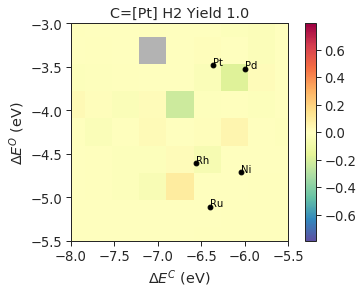 C=[Pt] H2 Yield 1.0
−3.0
−3.5
−4.0
−4.5
−5.0
−5.5
ΔE^O (eV)
Pt
Pd
Rh
Ni
Ru
−8.0 −7.5 −7.0 −6.5 −6.0 −5.5
ΔE^C (eV)
0.6
0.4
0.2
0.0
−0.2
−0.4
−0.6